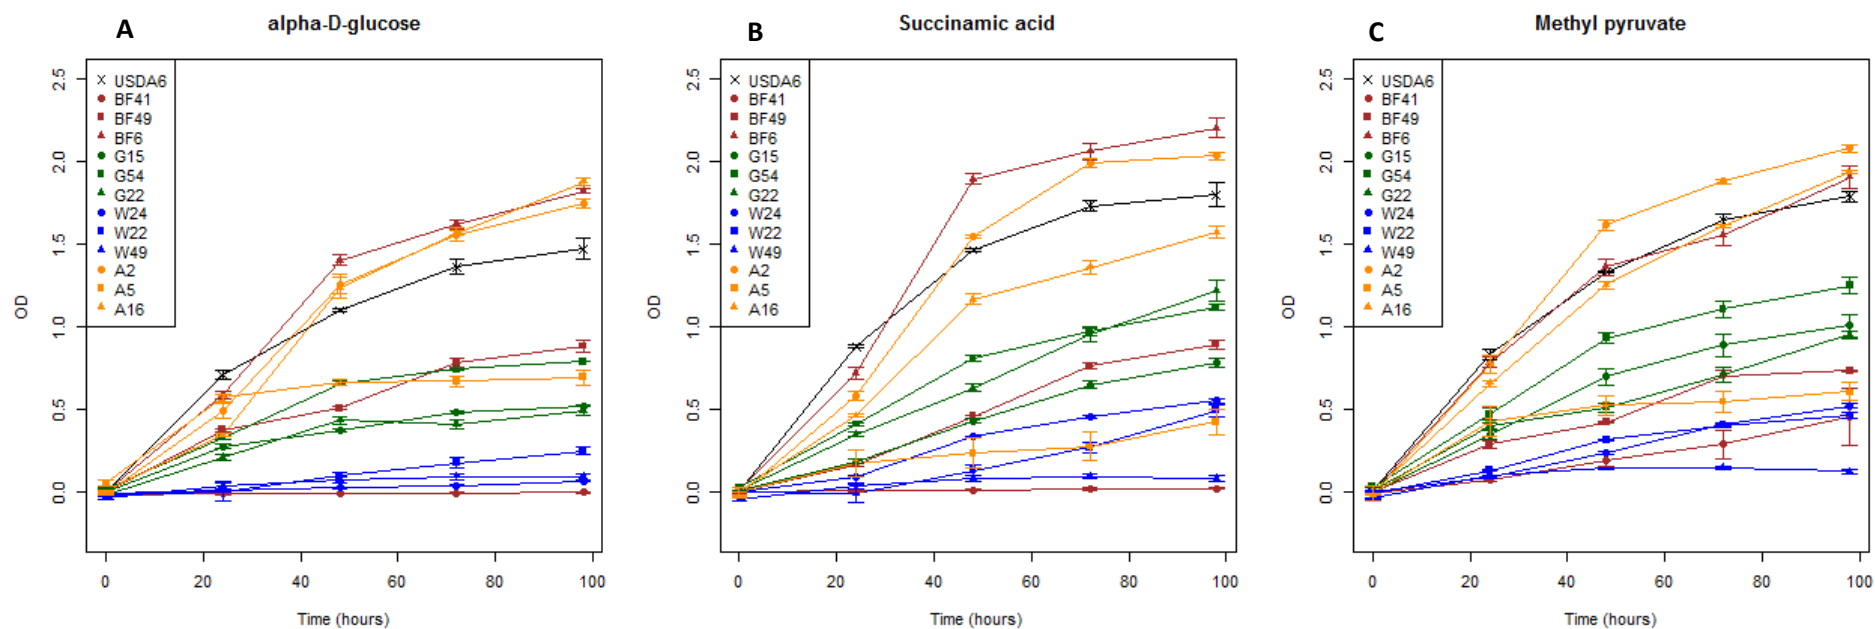 A
alpha-D-glucose
OD
0.0
0.5
1.0
1.5
2.0
2.5
USDA6
BF41
BF49
BF6
G15
G54
G22
W24
W22
W49
A2
A5
A16
0
20
40
60
80
100
Time (hours)
B
Succinamic acid
OD
0.0
0.5
1.0
1.5
2.0
2.5
USDA6
BF41
BF49
BF6
G15
G54
G22
W24
W22
W49
A2
A5
A16
0
20
40
60
80
100
Time (hours)
C
Methyl pyruvate
OD
0.0
0.5
1.0
1.5
2.0
2.5
USDA6
BF41
BF49
BF6
G15
G54
G22
W24
W22
W49
A2
A5
A16
0
20
40
60
80
100
Time (hours)